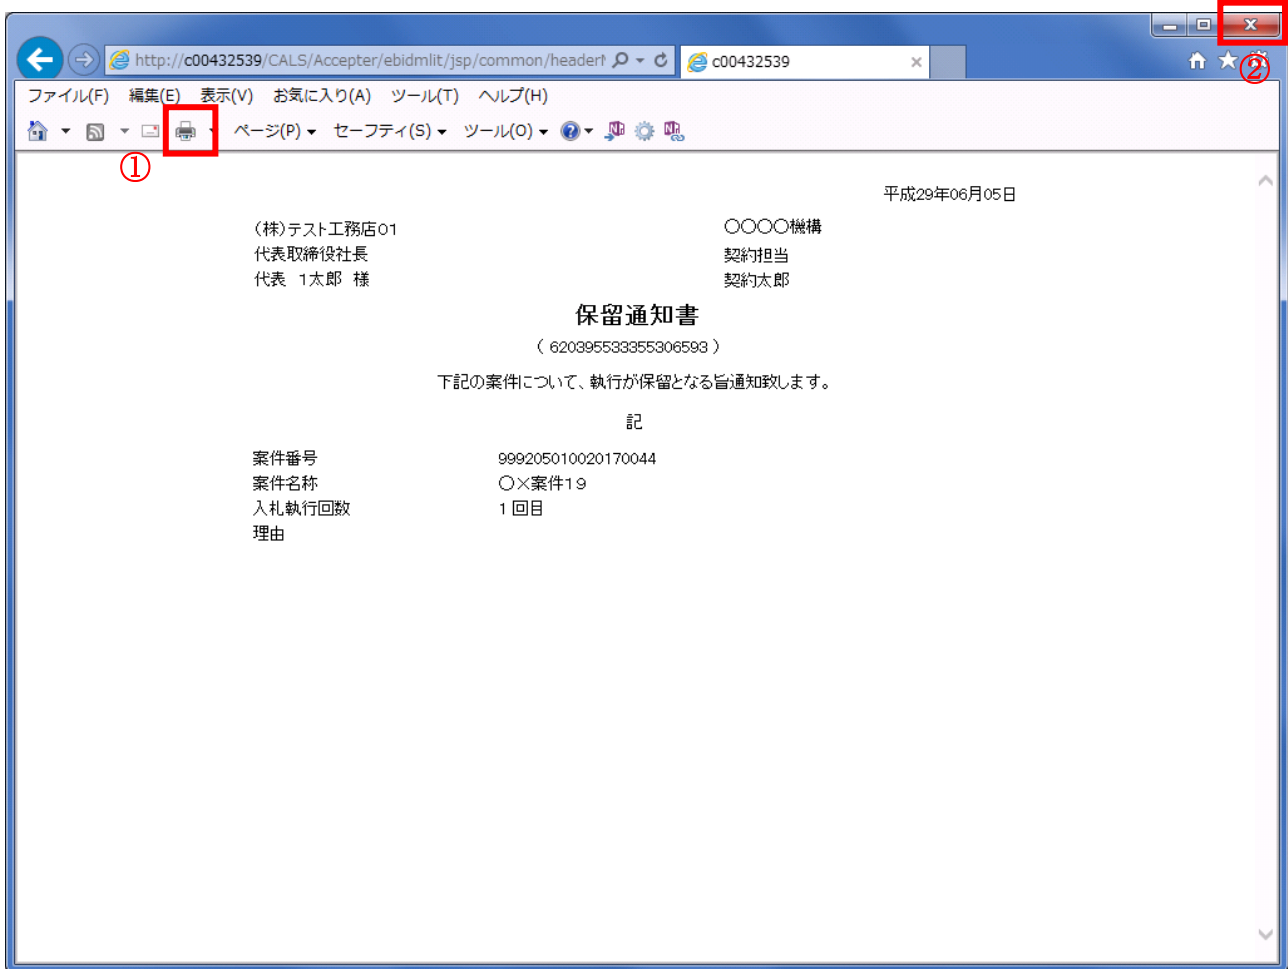 http://c00432539/CALS/Accepter/ebidmlit/jsp/common/header
c00432539
②
ファイル(F) 編集(E) 表示(V) お気に入り(A) ツール(T) ヘルプ(H)
ページ(P) セーフティ(S) ツール(O)
①
平成29年06月05日
(株)テスト工務店01
〇〇〇〇機構
代表取締役社長
契約担当
代表 1太郎 様
契約太郎
保留通知書
( 620395533355306593 )
下記の案件について、執行が保留となる旨通知致します。
記
案件番号 999205010020170044
案件名称 〇×案件19
入札執行回数 1回目
理由